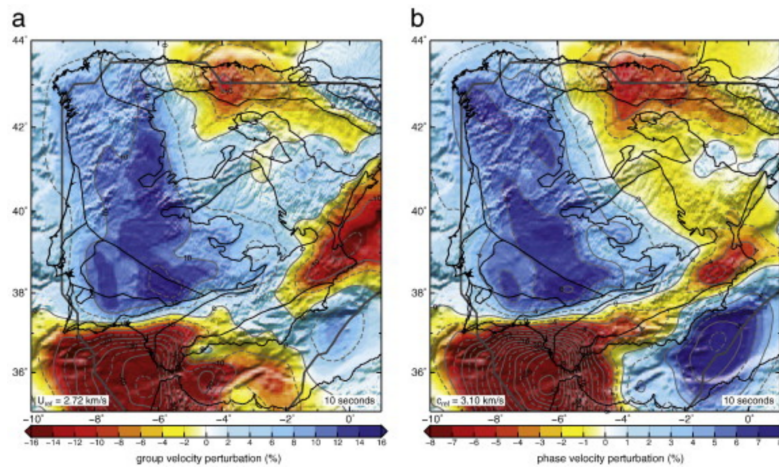 a
b
44°
42°
40°
38°
36°
U ref = 2.72 km/s
10 seconds
-10° -8° -6° -4° -2° 0°
-16 -14 -12 -10 -8 -6 -4 -2 0 2 4 6 8 10 12 14 16
group velocity perturbation (%)
44°
42°
40°
38°
36°
c ref = 3.10 km/s
10 seconds
-10° -8° -6° -4° -2° 0°
-8 -7 -6 -5 -4 -3 -2 -1 0 1 2 3 4 5 6 7
phase velocity perturbation (%)